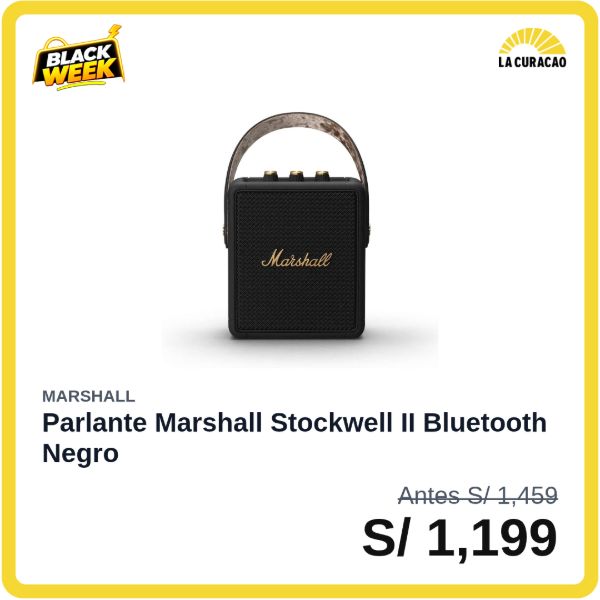 BLACK
WEEK
LA CURACAO
Marshall
MARSHALL
Parlante Marshall Stockwell II Bluetooth
Negro
Antes S/ 1,459
S/ 1,199